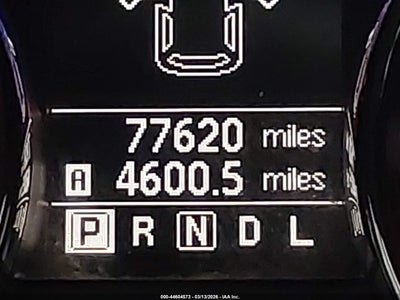 77620 miles
A 4600.5 miles
P R N D L
000-44604573 - 03/13/2026 - IAA Inc.